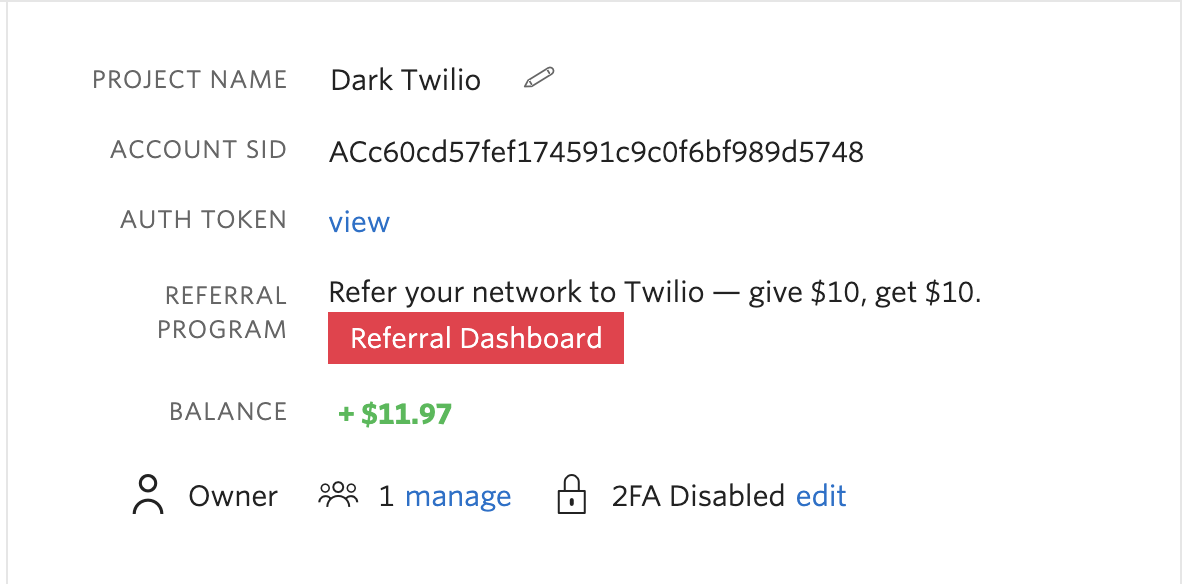 PROJECT NAME Dark Twilio
ACCOUNT SID ACc60cd57fef174591c9c0f6bf989d5748
AUTH TOKEN view
REFERRAL PROGRAM Refer your network to Twilio — give $10, get $10.
Referral Dashboard
BALANCE + $11.97
Owner 1 manage 2FA Disabled edit